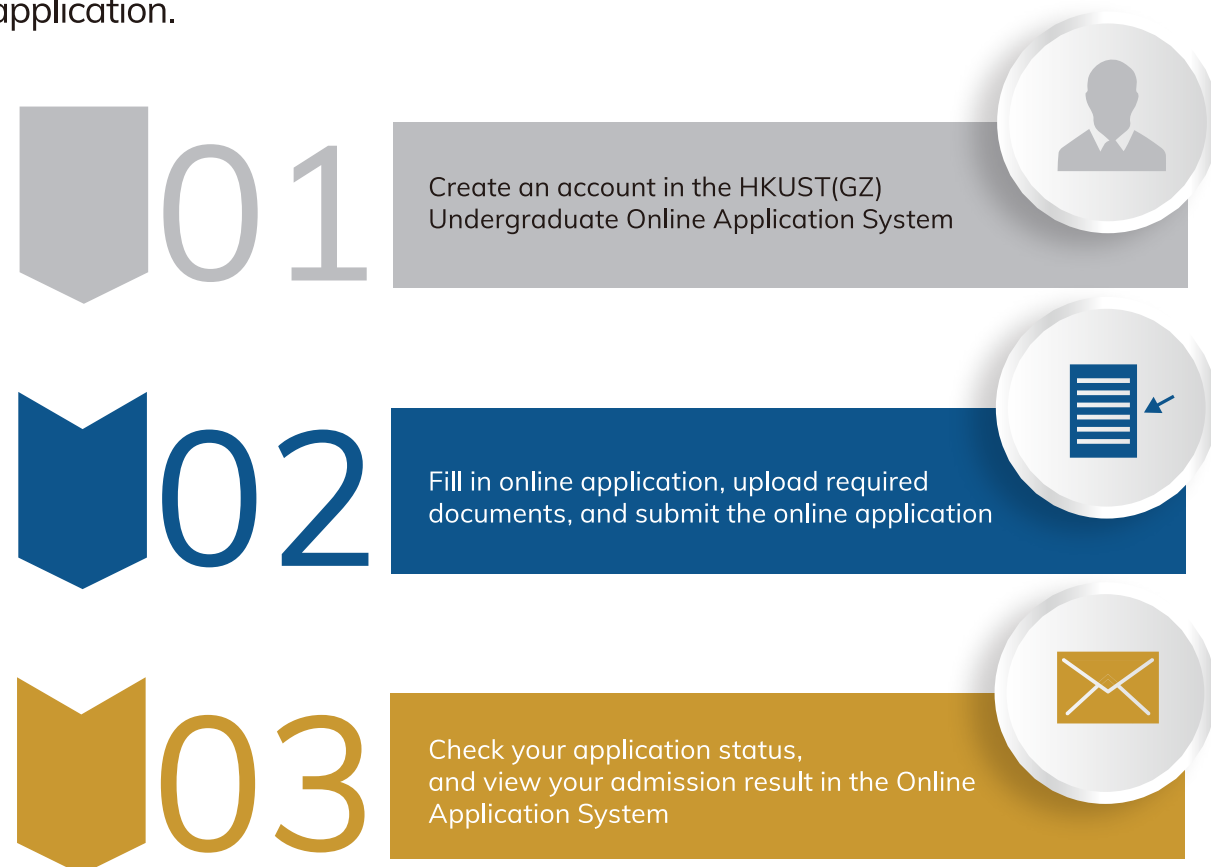 application.
01
Create an account in the HKUST(GZ)
Undergraduate Online Application System
02
Fill in online application, upload required
documents, and submit the online application
03
Check your application status,
and view your admission result in the Online
Application System